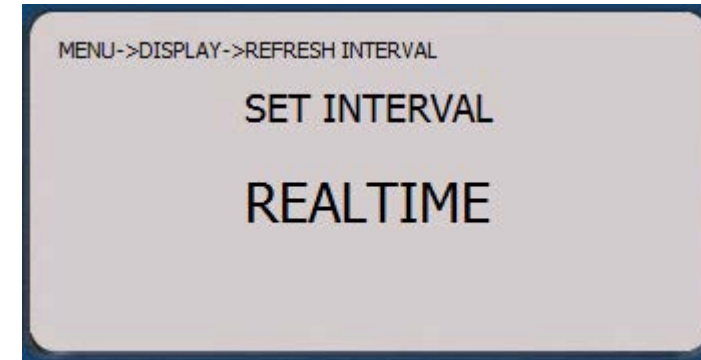 MENU->DISPLAY->REFRESH INTERVAL
SET INTERVAL
REALTIME